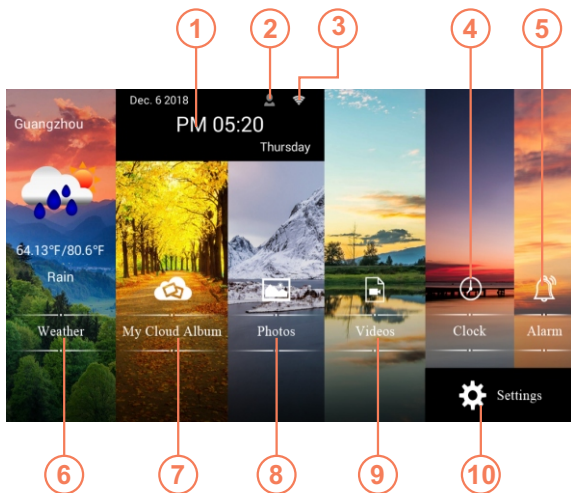 1 2 3 4 5
Dec. 6 2018
PM 05:20
Thursday
Guangzhou
64.13°F/80.6°F
Rain
Weather My Cloud Album Photos Videos Clock Alarm
Settings
6 7 8 9 10